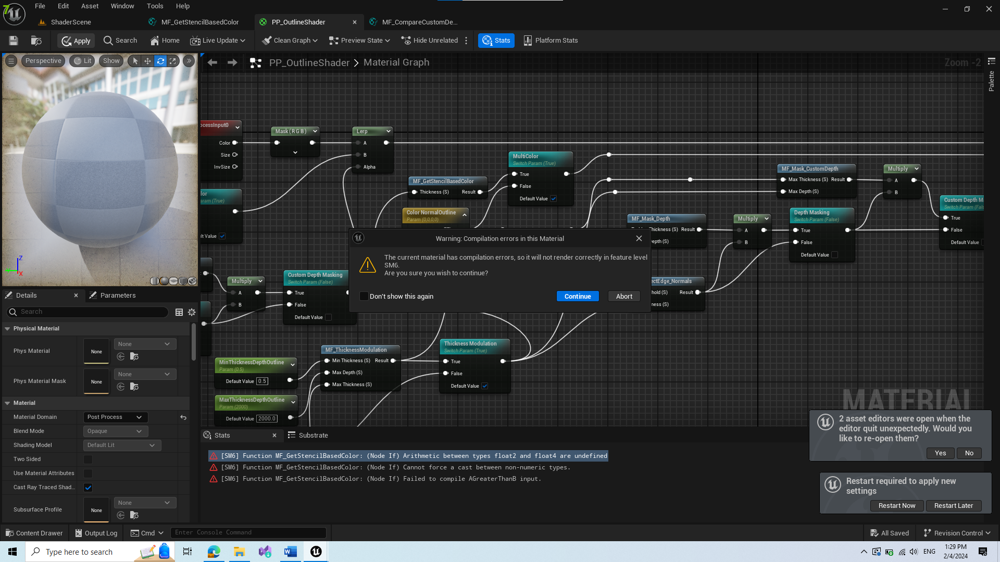 File Edit Asset Window Tools Help
ShaderScene
MF_GetStencilBasedColor
PP_OutlineShader
MF_CompareCustomDe...
Apply
Search
Home
Live Update
Clean Graph
Preview State
Hide Unrelated
Stats
Platform Stats
Perspective
Lit
Show
PP_OutlineShader > Material Graph
Zoom -2
Palette
ocessInput0
Color
Size
InvSize
Mask ( R G B )
Lerp
A
B
Alpha
MultiColor
Switch Param (True)
True
False
Default Value
MF_GetStencilBasedColor
Thickness (S) Result
Color NormalOutline
Param (0,0,0,0)
MF_Mask_CustomDepth
Max Thickness (S) Result
Max Depth (S)
Multiply
A
B
Custom Depth Ma
Switch Param (Fals
True
False
Default Value
MF_Mask_Depth
Thickness (S) Result
epth (S)
Multiply
A
B
Depth Masking
Switch Param (False)
True
False
Default Value
lor
aram (True)
lt Value
Multiply
A
B
Custom Depth Masking
Switch Param (False)
True
False
Default Value
Warning: Compilation errors in this Material
The current material has compilation errors, so it will not render correctly in feature level
SM6.
Are you sure you wish to continue?
Don't show this again
Continue
Abort
ectEdge_Normals
hold (S) Result
ness (S)
MF_ThicknessModulation
Min Thickness (S) Result
Max Depth (S)
Max Thickness (S)
Thickness Modulation
Switch Param (True)
True
False
Default Value
MinThicknessDepthOutline
Param (0.5)
Default Value 0.5
MaxThicknessDepthOutline
Param (2000)
Default Value 2000.0
MATERIAL
Z
X
Details
Parameters
Search
Physical Material
Phys Material
None
None
Phys Material Mask
None
None
Material
Material Domain
Post Process
Blend Mode
Opaque
Shading Model
Default Lit
Two Sided
Use Material Attributes
Cast Ray Traced Shad...
Subsurface Profile
None
None
Stats
Substrate
[SM6] Function MF_GetStencilBasedColor: (Node If) Arithmetic between types float2 and float4 are undefined
[SM6] Function MF_GetStencilBasedColor: (Node If) Cannot force a cast between non-numeric types.
[SM6] Function MF_GetStencilBasedColor: (Node If) Failed to compile AGreaterThanB input.
2 asset editors were open when the
editor quit unexpectedly. Would you
like to re-open them?
Yes
No
Restart required to apply new
settings
Restart Now
Restart Later
Content Drawer
Output Log
Cmd
Enter Console Command
All Saved
Revision Control
Type here to search
ENG
1:29 PM
2/4/2024